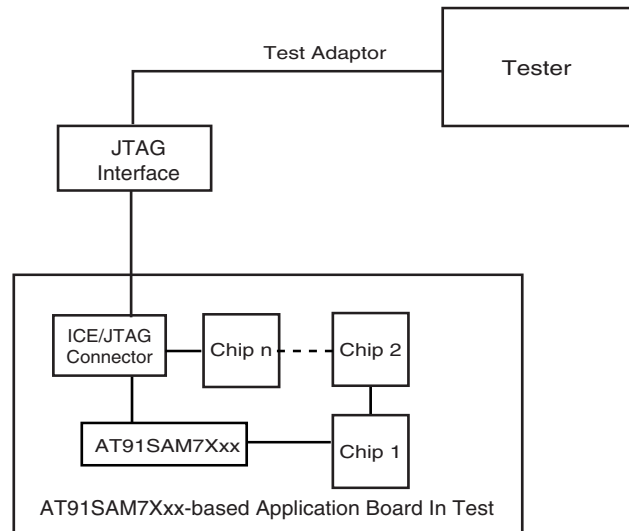 Test Adaptor
Tester
JTAG
Interface
ICE/JTAG
Connector
Chip n
Chip 2
AT91SAM7Xxx
Chip 1
AT91SAM7Xxx-based Application Board In Test